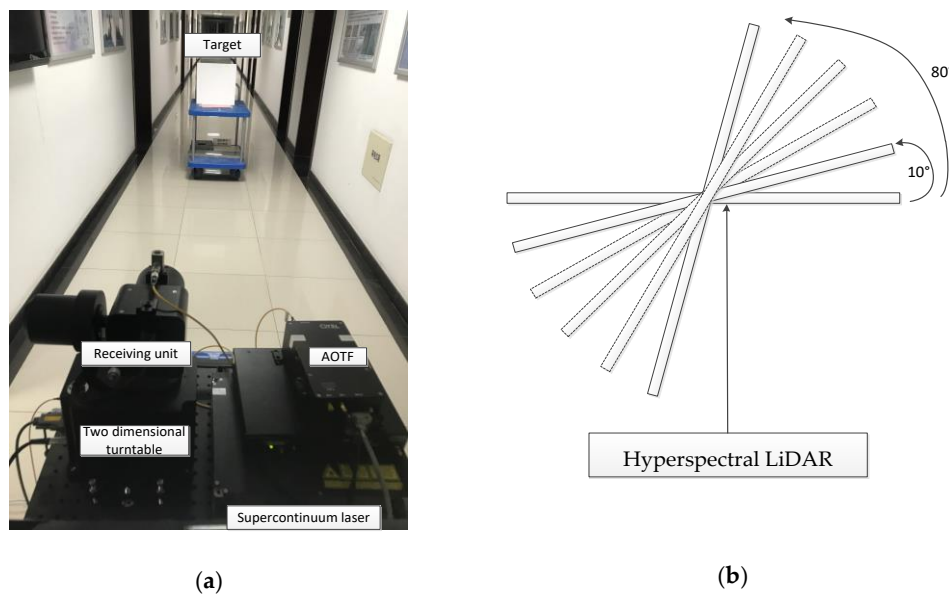 Target
Receiving unit
AOTF
Two dimensional
turntable
Supercontinuum laser
(a)
80
10°
Hyperspectral LiDAR
(b)